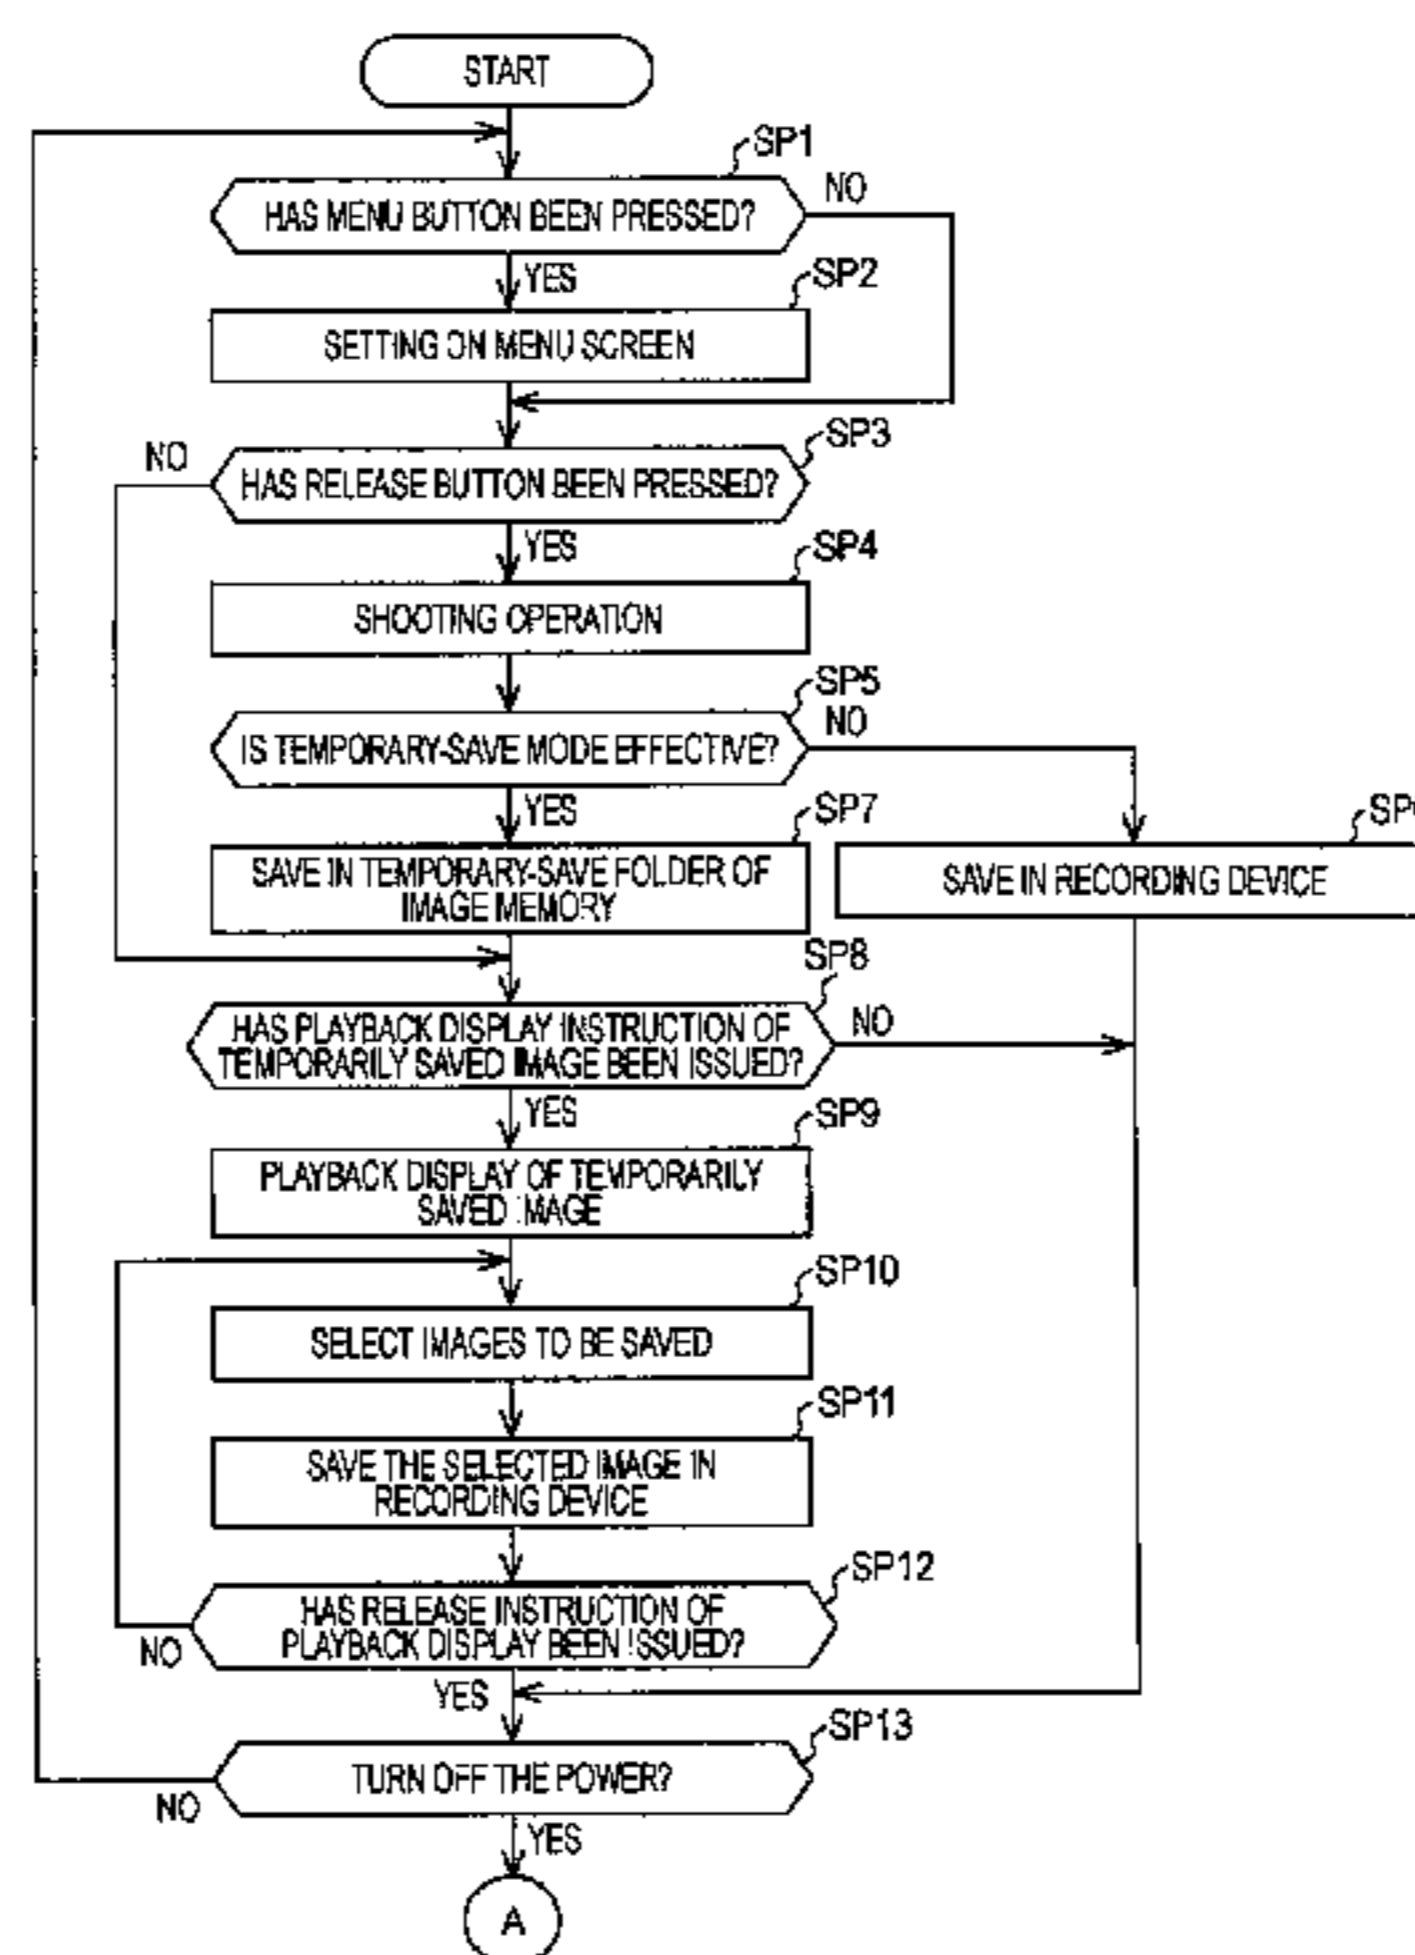 START
SP1
HAS MENU BUTTON BEEN PRESSED?
NO
YES
SP2
SETTING ON MENU SCREEN
SP3
NO
HAS RELEASE BUTTON BEEN PRESSED?
YES
SP4
SHOOTING OPERATION
SP5
IS TEMPORARY-SAVE MODE EFFECTIVE?
NO
YES
SP7
SAVE IN TEMPORARY-SAVE FOLDER OF
IMAGE MEMORY
SAVE IN RECORDING DEVICE
SP8
HAS PLAYBACK DISPLAY INSTRUCTION OF
TEMPORARILY SAVED IMAGE BEEN ISSUED?
NO
YES
SP9
PLAYBACK DISPLAY OF TEMPORARILY
SAVED IMAGE
SP10
SELECT IMAGES TO BE SAVED
SP11
SAVE THE SELECTED IMAGE IN
RECORDING DEVICE
SP12
HAS RELEASE INSTRUCTION OF
PLAYBACK DISPLAY BEEN ISSUED?
NO
YES
SP13
TURN OFF THE POWER?
NO
YES
A